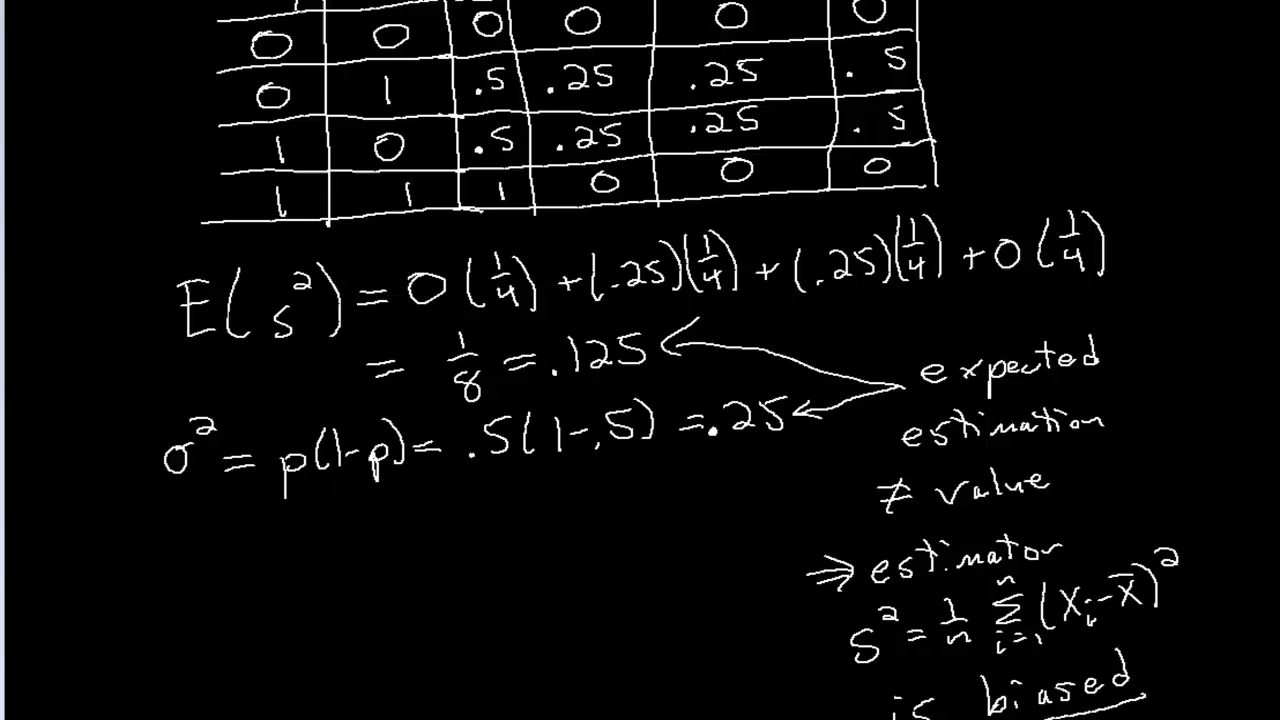 0 0 0 0 0 0
0 1 .5 .25 .25 .5
1 0 .5 .25 .25 .5
1 1 1 0 0 0
E(s²) = 0(1/4) + (.25)(1/4) + (.25)(1/4) + 0(1/4)
= 1/8 = .125
σ² = p(1-p) = .5(1-.5) = .25
expected
estimation
≠ value
⇒ estimator
s² = 1/n Σ_{i=1}^{n} (X_i - X̄)²
is biased